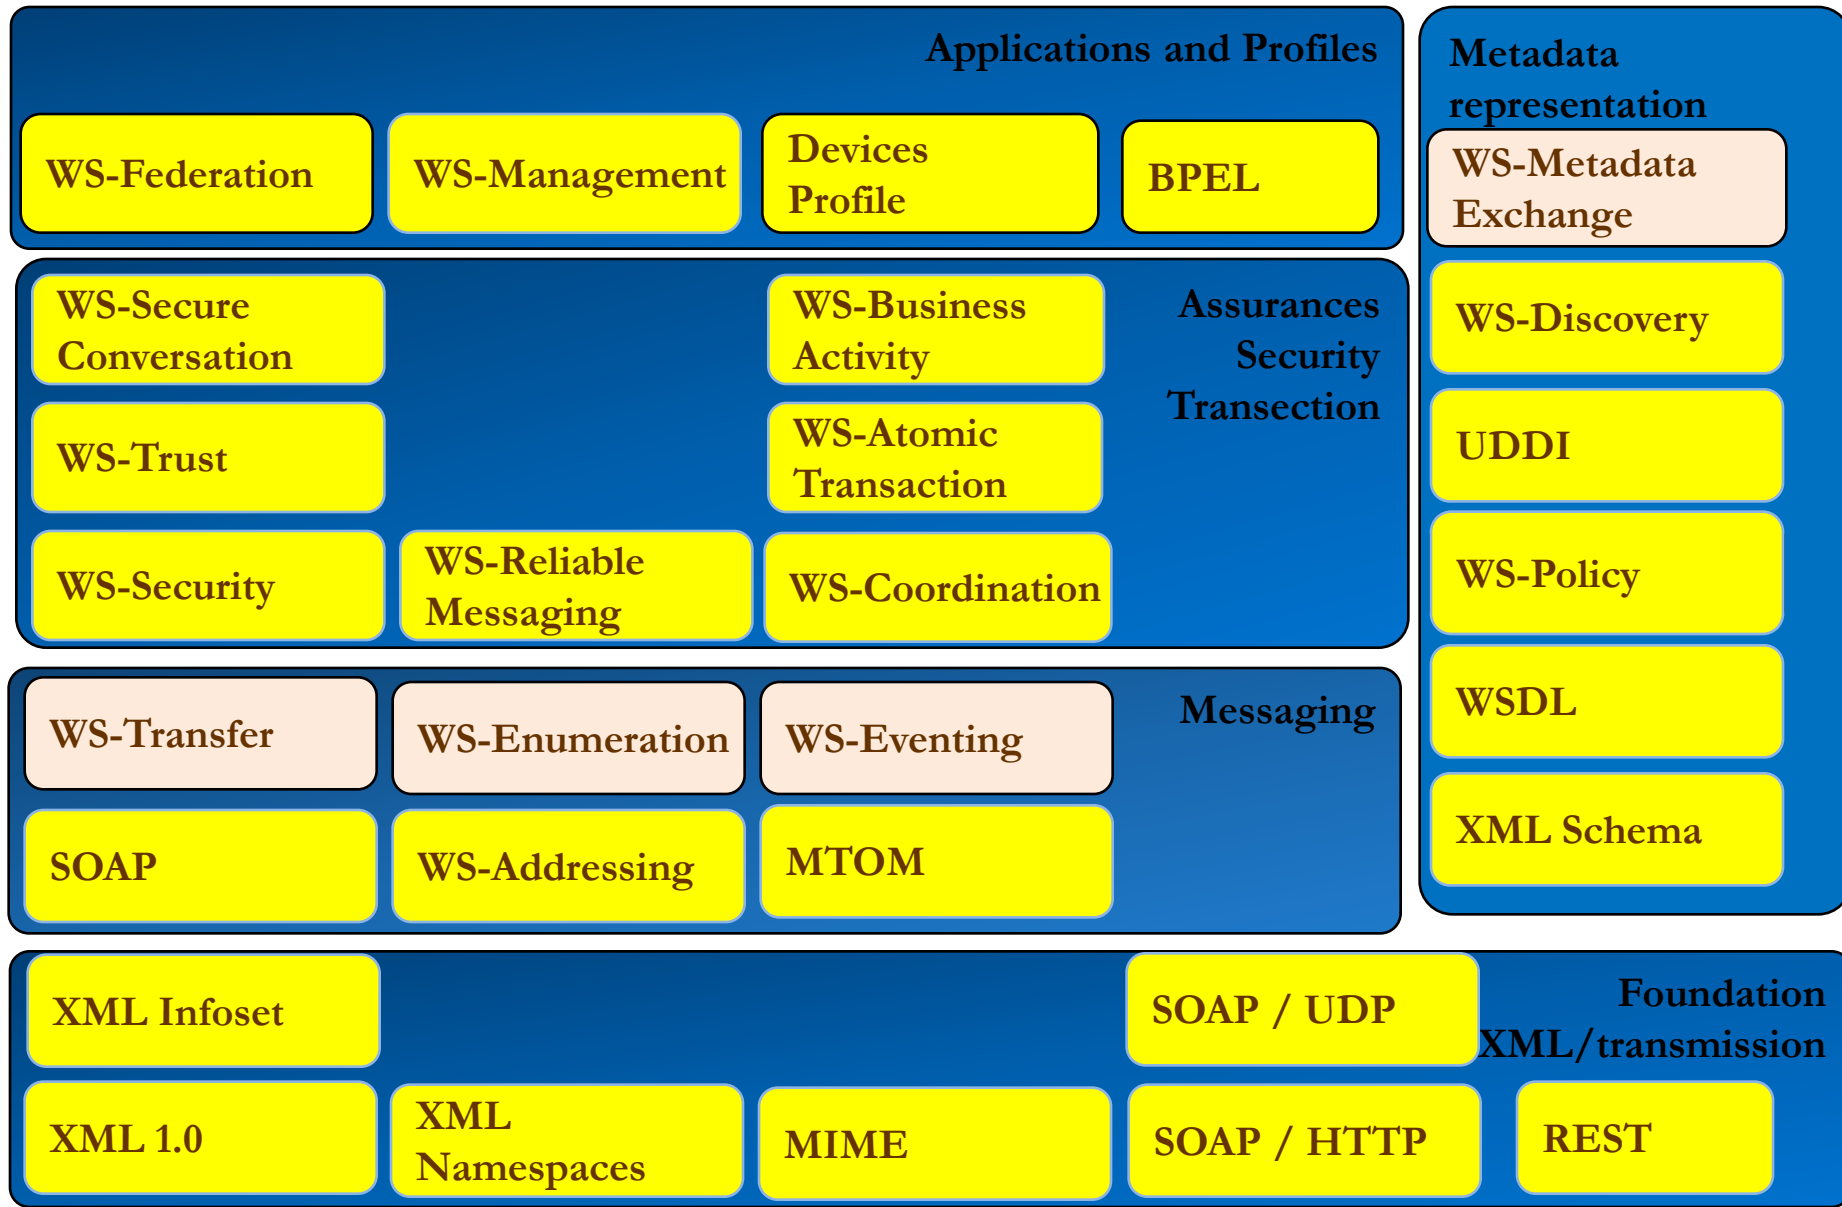 Applications and Profiles
WS-Federation
WS-Management
Devices
Profile
BPEL
Assurances
Security
Transection
WS-Secure
Conversation
WS-Business
Activity
WS-Trust
WS-Atomic
Transaction
WS-Security
WS-Reliable
Messaging
WS-Coordination
Messaging
WS-Transfer
WS-Enumeration
WS-Eventing
SOAP
WS-Addressing
MTOM
Metadata
representation
WS-Metadata
Exchange
WS-Discovery
UDDI
WS-Policy
WSDL
XML Schema
Foundation
XML/transmission
XML Infoset
SOAP / UDP
XML 1.0
XML
Namespaces
MIME
SOAP / HTTP
REST